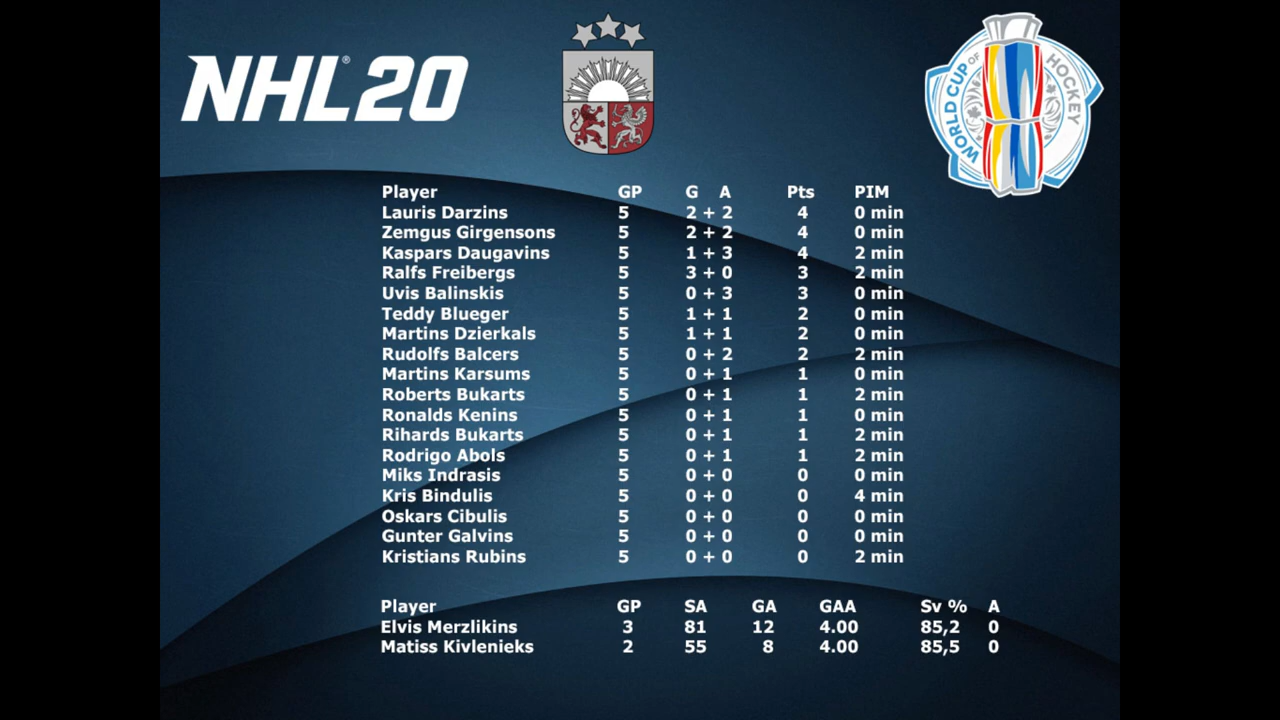 NHL®20
WORLD CUP OF HOCKEY
Player GP G A Pts PIM
Lauris Darzins 5 2 + 2 4 0 min
Zemgus Girgensons 5 2 + 2 4 0 min
Kaspars Daugavins 5 1 + 3 4 2 min
Ralfs Freibergs 5 3 + 0 3 2 min
Uvis Balinskis 5 0 + 3 3 0 min
Teddy Blueger 5 1 + 1 2 0 min
Martins Dzierkals 5 1 + 1 2 0 min
Rudolfs Balcers 5 0 + 2 2 2 min
Martins Karsums 5 0 + 1 1 0 min
Roberts Bukarts 5 0 + 1 1 2 min
Ronalds Kenins 5 0 + 1 1 0 min
Rihards Bukarts 5 0 + 1 1 2 min
Rodrigo Abols 5 0 + 1 1 2 min
Miks Indrasis 5 0 + 0 0 0 min
Kris Bindulis 5 0 + 0 0 4 min
Oskars Cibulis 5 0 + 0 0 0 min
Gunter Galvins 5 0 + 0 0 0 min
Kristians Rubins 5 0 + 0 0 2 min
Player GP SA GA GAA Sv % A
Elvis Merzlikins 3 81 12 4.00 85,2 0
Matiss Kivlenieks 2 55 8 4.00 85,5 0